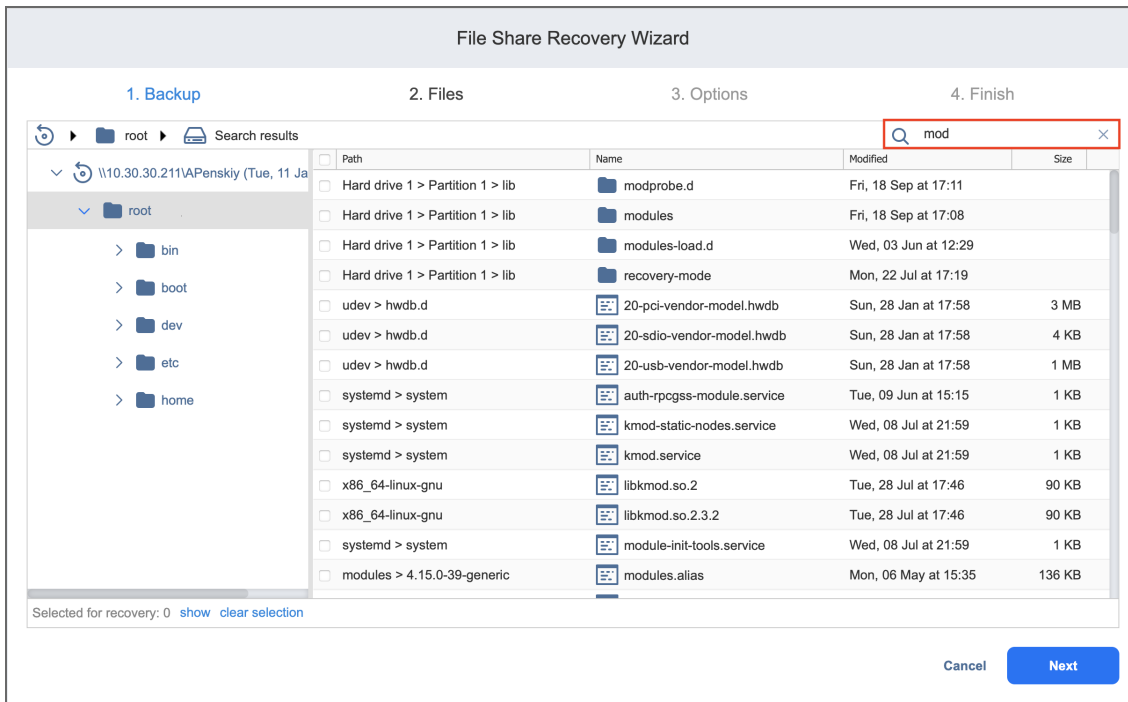 File Share Recovery Wizard
1. Backup 2. Files 3. Options 4. Finish
root Search results mod
\\10.30.30.211\APenskiy (Tue, 11 Ja
root
bin
boot
dev
etc
home
Path Name Modified Size
Hard drive 1 > Partition 1 > lib modprobe.d Fri, 18 Sep at 17:11
Hard drive 1 > Partition 1 > lib modules Fri, 18 Sep at 17:08
Hard drive 1 > Partition 1 > lib modules-load.d Wed, 03 Jun at 12:29
Hard drive 1 > Partition 1 > lib recovery-mode Mon, 22 Jul at 17:19
udev > hwdb.d 20-pci-vendor-model.hwdb Sun, 28 Jan at 17:58 3 MB
udev > hwdb.d 20-sdio-vendor-model.hwdb Sun, 28 Jan at 17:58 4 KB
udev > hwdb.d 20-usb-vendor-model.hwdb Sun, 28 Jan at 17:58 1 MB
systemd > system auth-rpcgss-module.service Tue, 09 Jun at 15:15 1 KB
systemd > system kmod-static-nodes.service Wed, 08 Jul at 21:59 1 KB
systemd > system kmod.service Wed, 08 Jul at 21:59 1 KB
x86_64-linux-gnu libkmod.so.2 Tue, 28 Jul at 17:46 90 KB
x86_64-linux-gnu libkmod.so.2.3.2 Tue, 28 Jul at 17:46 90 KB
systemd > system module-init-tools.service Wed, 08 Jul at 21:59 1 KB
modules > 4.15.0-39-generic modules.alias Mon, 06 May at 15:35 136 KB
Selected for recovery: 0 show clear selection
Cancel Next